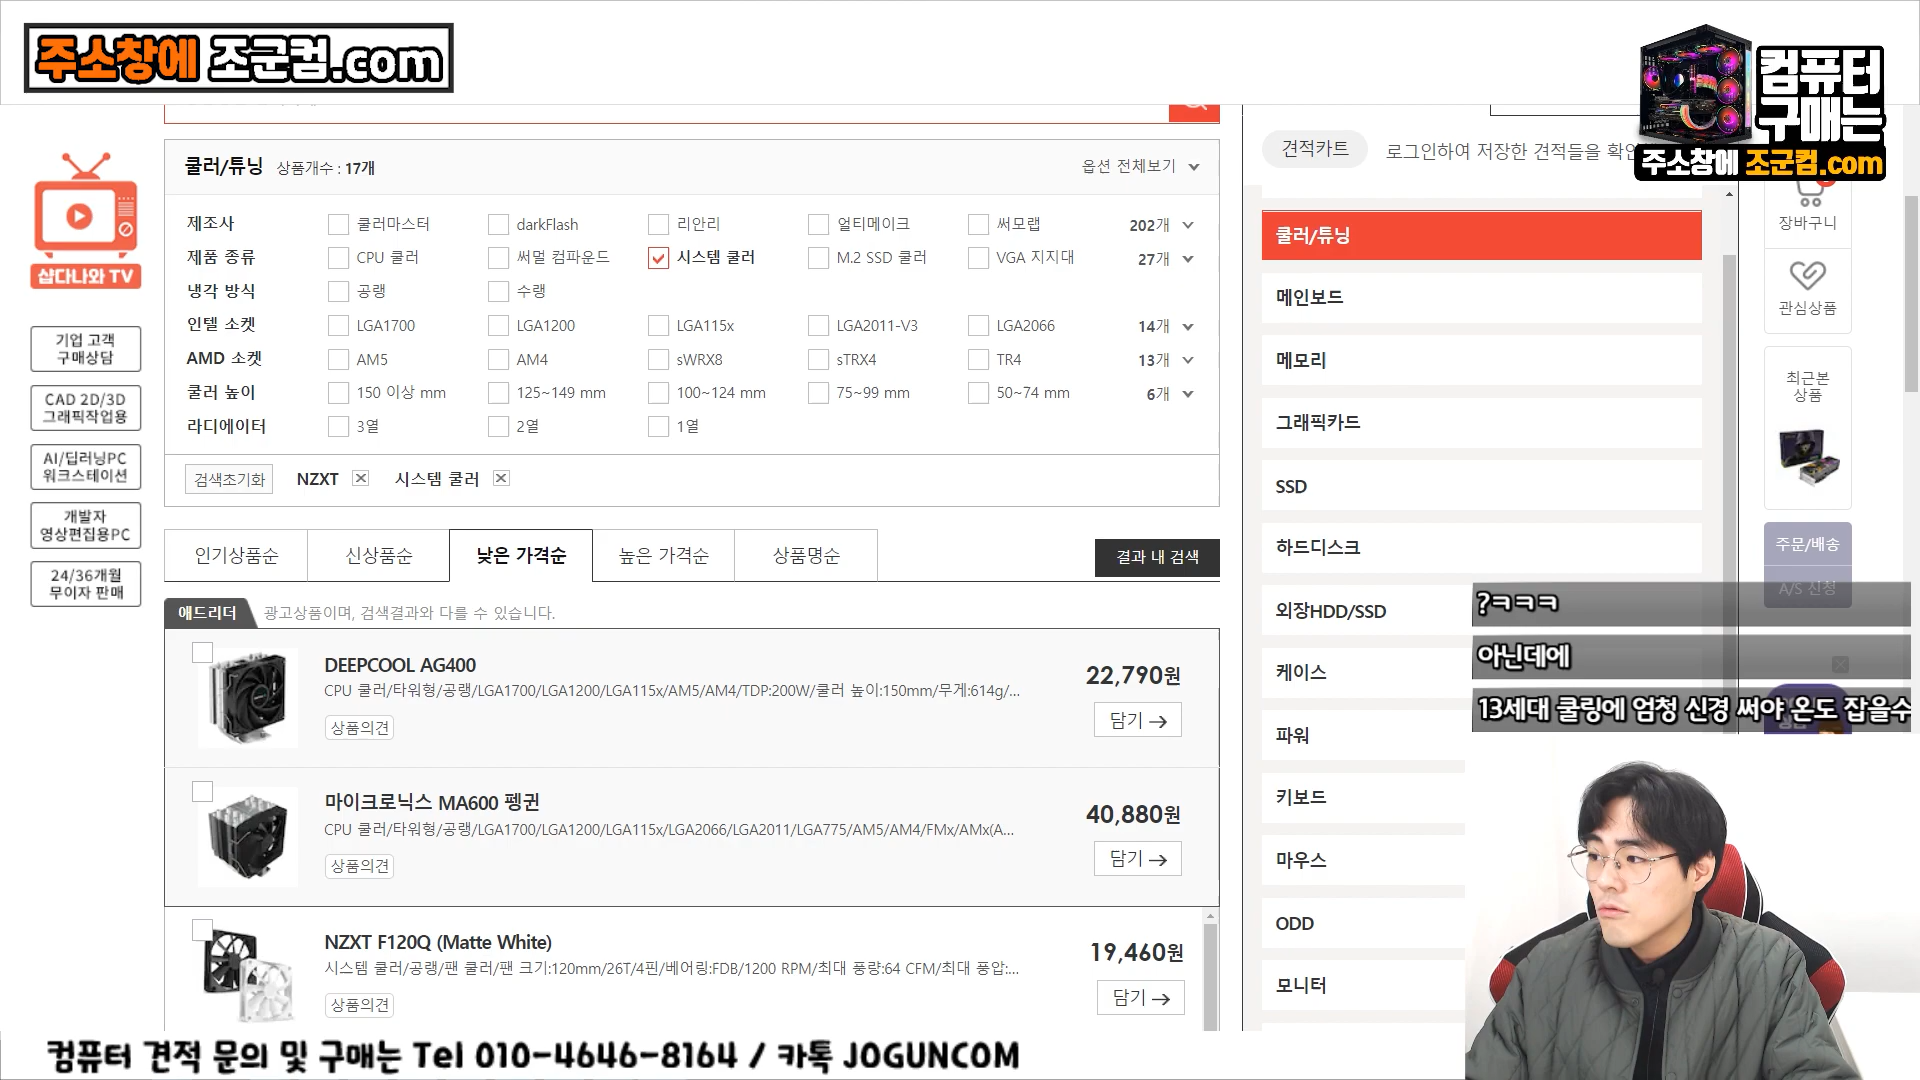 주소창에 조군컴.com
컴퓨터
구매는
주소창에 조군컴.com
샵다나와 TV
기업 고객
구매상담
CAD 2D/3D
그래픽작업용
AI/딥러닝PC
워크스테이션
개발자
영상편집용PC
24/36개월
무이자 판매
쿨러/튜닝 상품개수 : 17개 옵션 전체보기
제조사 쿨러마스터 darkFlash 리안리 얼티메이크 써모랩 202개
제품 종류 CPU 쿨러 써멀 컴파운드 시스템 쿨러 M.2 SSD 쿨러 VGA 지지대 27개
냉각 방식 공랭 수랭
인텔 소켓 LGA1700 LGA1200 LGA115x LGA2011-V3 LGA2066 14개
AMD 소켓 AM5 AM4 sWRX8 sTRX4 TR4 13개
쿨러 높이 150 이상 mm 125~149 mm 100~124 mm 75~99 mm 50~74 mm 6개
라디에이터 3열 2열 1열
검색초기화 NZXT 시스템 쿨러
인기상품순 신상품순 낮은 가격순 높은 가격순 상품명순 결과 내 검색
애드리더 광고상품이며, 검색결과와 다를 수 있습니다.
DEEPCOOL AG400
CPU 쿨러/타워형/공랭/LGA1700/LGA1200/LGA115x/AM5/AM4/TDP:200W/쿨러 높이:150mm/무게:614g/...
22,790원
상품의견
담기
마이크로닉스 MA600 펭귄
CPU 쿨러/타워형/공랭/LGA1700/LGA1200/LGA115x/LGA2066/LGA2011/LGA775/AM5/AM4/FMx/AMx(A...
40,880원
상품의견
담기
NZXT F120Q (Matte White)
시스템 쿨러/공랭/팬 쿨러/팬 크기:120mm/26T/4핀/베어링:FDB/1200 RPM/최대 풍량:64 CFM/최대 풍압:...
19,460원
상품의견
담기
견적카트 로그인하여 저장한 견적들을 확인
쿨러/튜닝
메인보드
메모리
그래픽카드
SSD
하드디스크
외장HDD/SSD
케이스
파워
키보드
마우스
ODD
모니터
장바구니
관심상품
최근본
상품
주문/배송
A/S 신청
?ㅋㅋㅋ
아닌데에
13세대 쿨링에 엄청 신경 써야 온도 잡을수
컴퓨터 견적 문의 및 구매는 Tel 010-4646-8164 / 카톡 JOGUNCOM